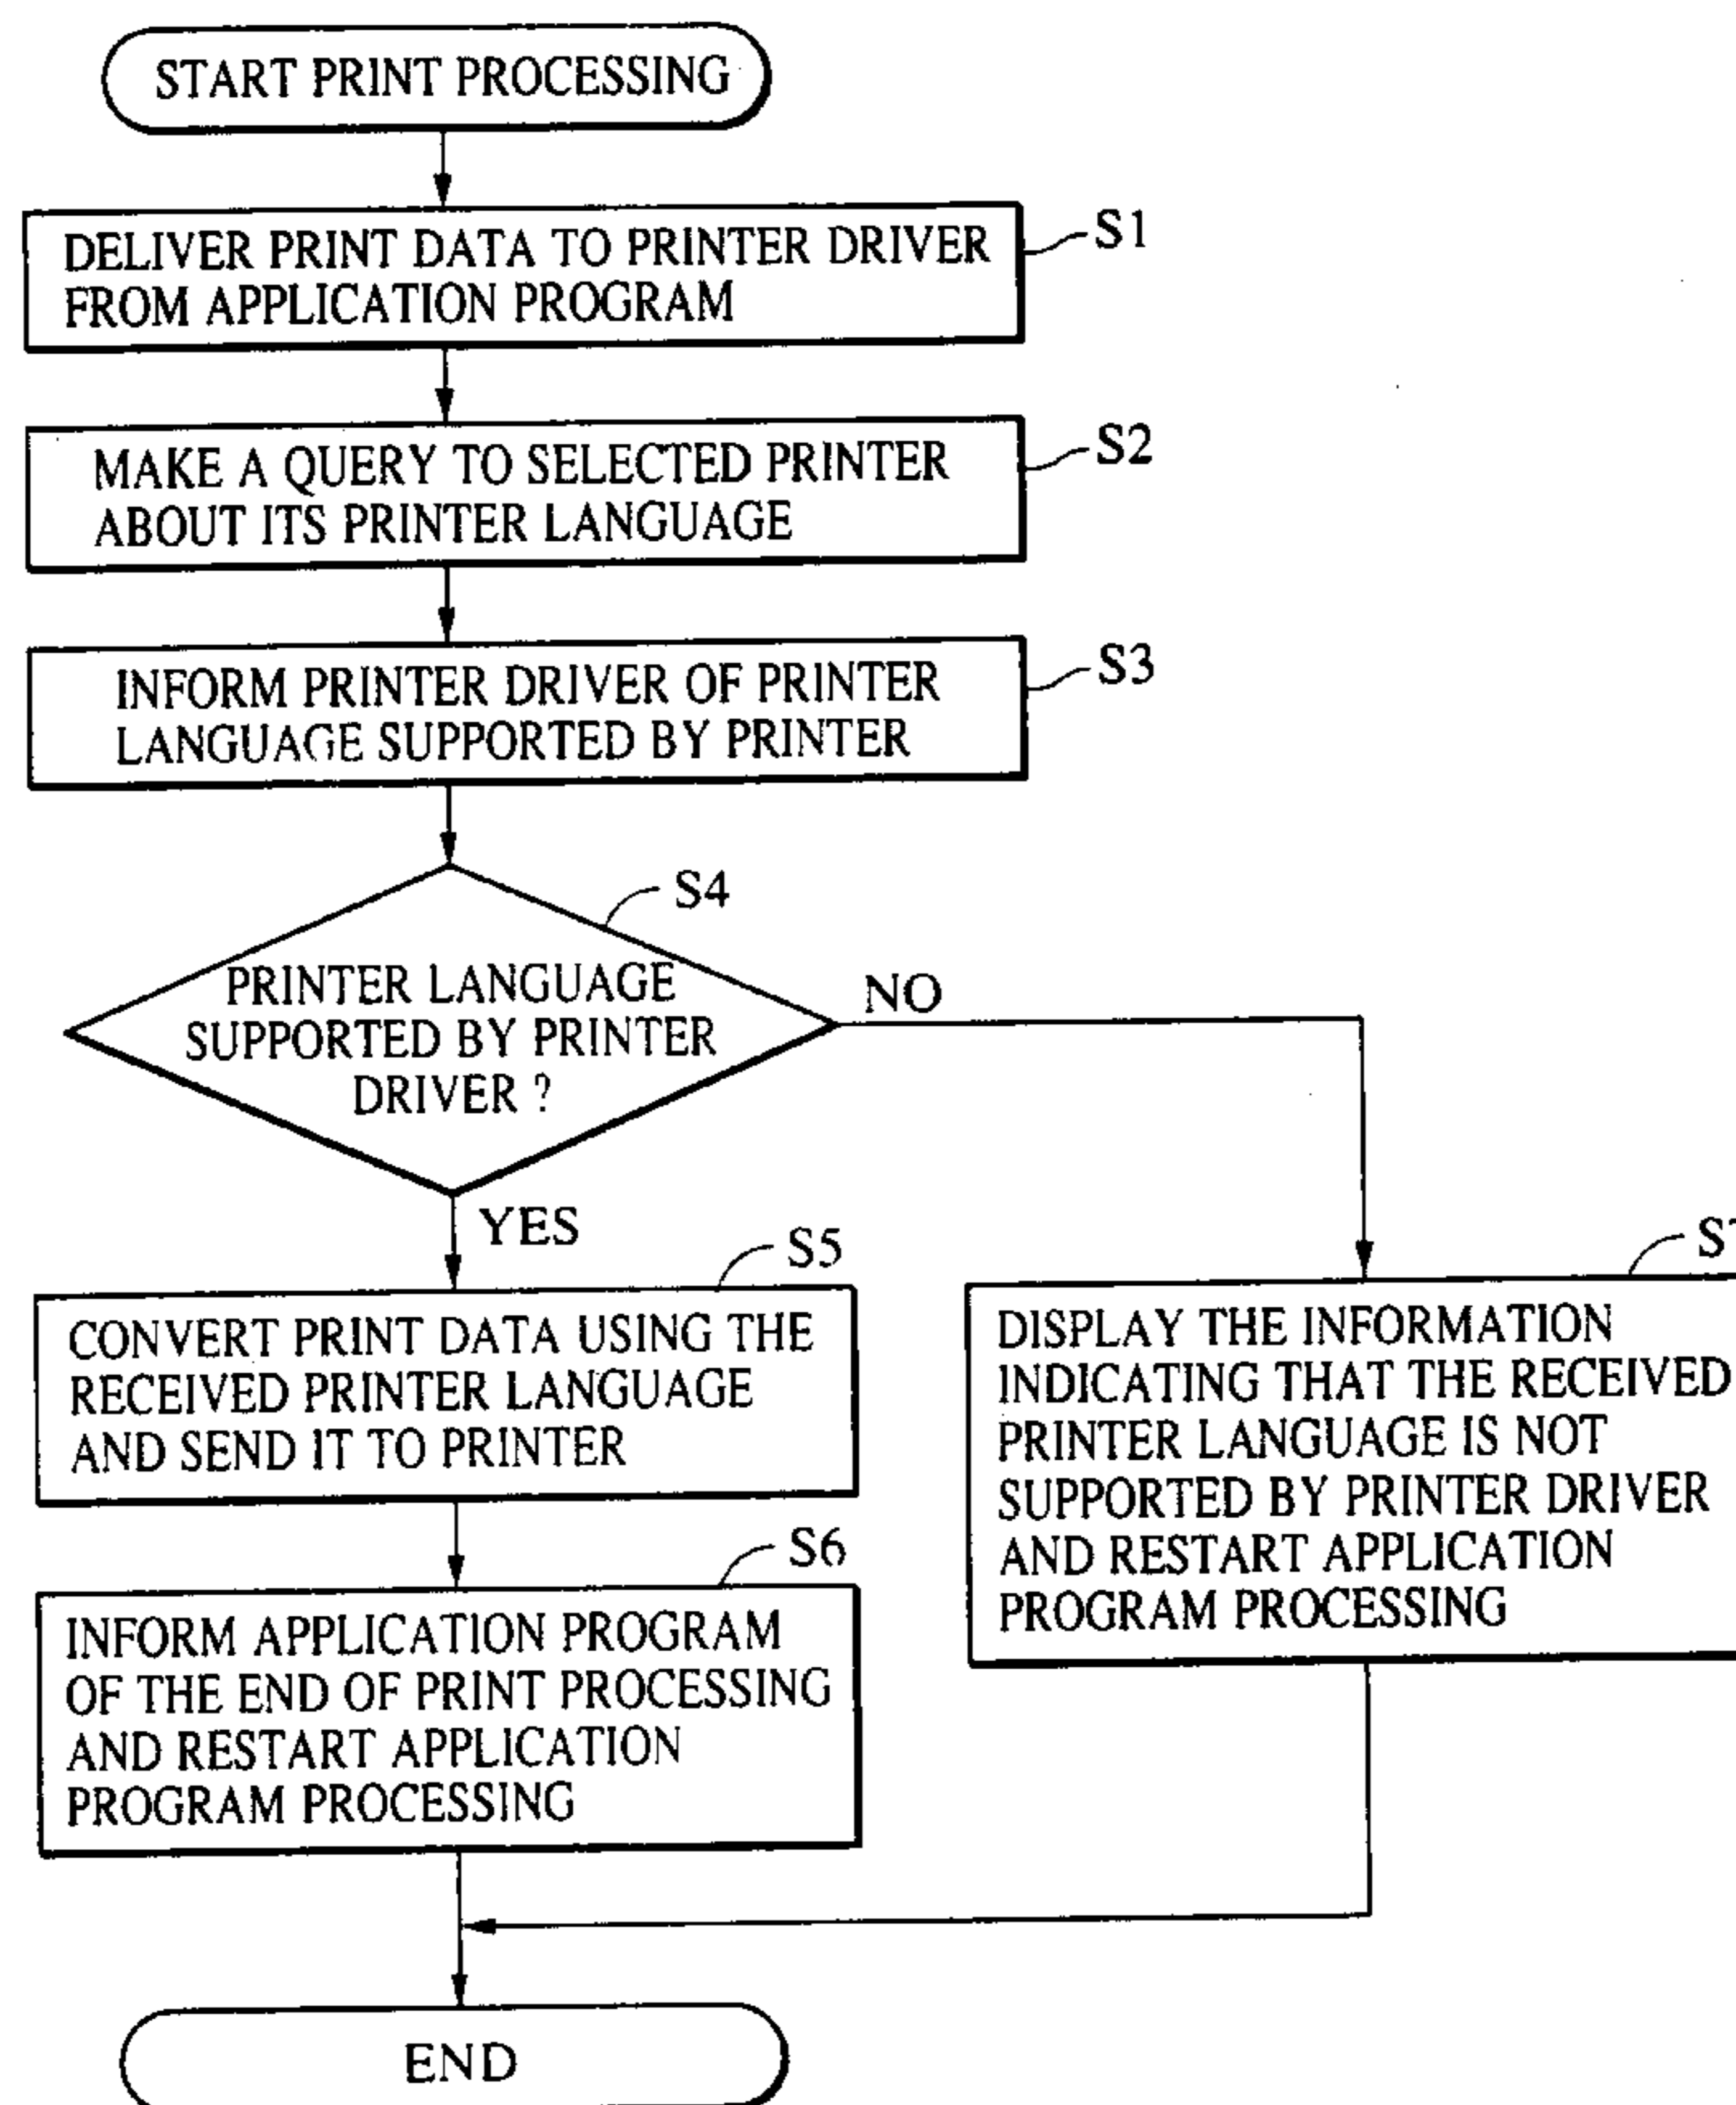 START PRINT PROCESSING
DELIVER PRINT DATA TO PRINTER DRIVER
FROM APPLICATION PROGRAM
S1
MAKE A QUERY TO SELECTED PRINTER
ABOUT ITS PRINTER LANGUAGE
S2
INFORM PRINTER DRIVER OF PRINTER
LANGUAGE SUPPORTED BY PRINTER
S3
S4
PRINTER LANGUAGE
SUPPORTED BY PRINTER
DRIVER ?
NO
YES
S5
CONVERT PRINT DATA USING THE
RECEIVED PRINTER LANGUAGE
AND SEND IT TO PRINTER
S6
INFORM APPLICATION PROGRAM
OF THE END OF PRINT PROCESSING
AND RESTART APPLICATION
PROGRAM PROCESSING
DISPLAY THE INFORMATION
INDICATING THAT THE RECEIVED
PRINTER LANGUAGE IS NOT
SUPPORTED BY PRINTER DRIVER
AND RESTART APPLICATION
PROGRAM PROCESSING
END